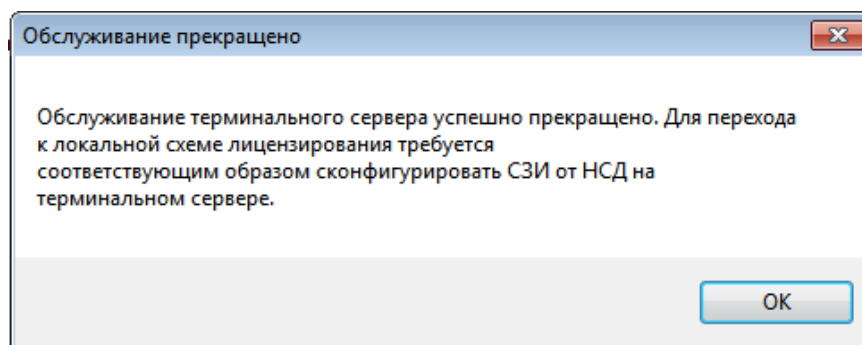 Обслуживание прекращено
Обслуживание терминального сервера успешно прекращено. Для перехода
к локальной схеме лицензирования требуется
соответствующим образом сконфигурировать СЗИ от НСД на
терминальном сервере.
OK